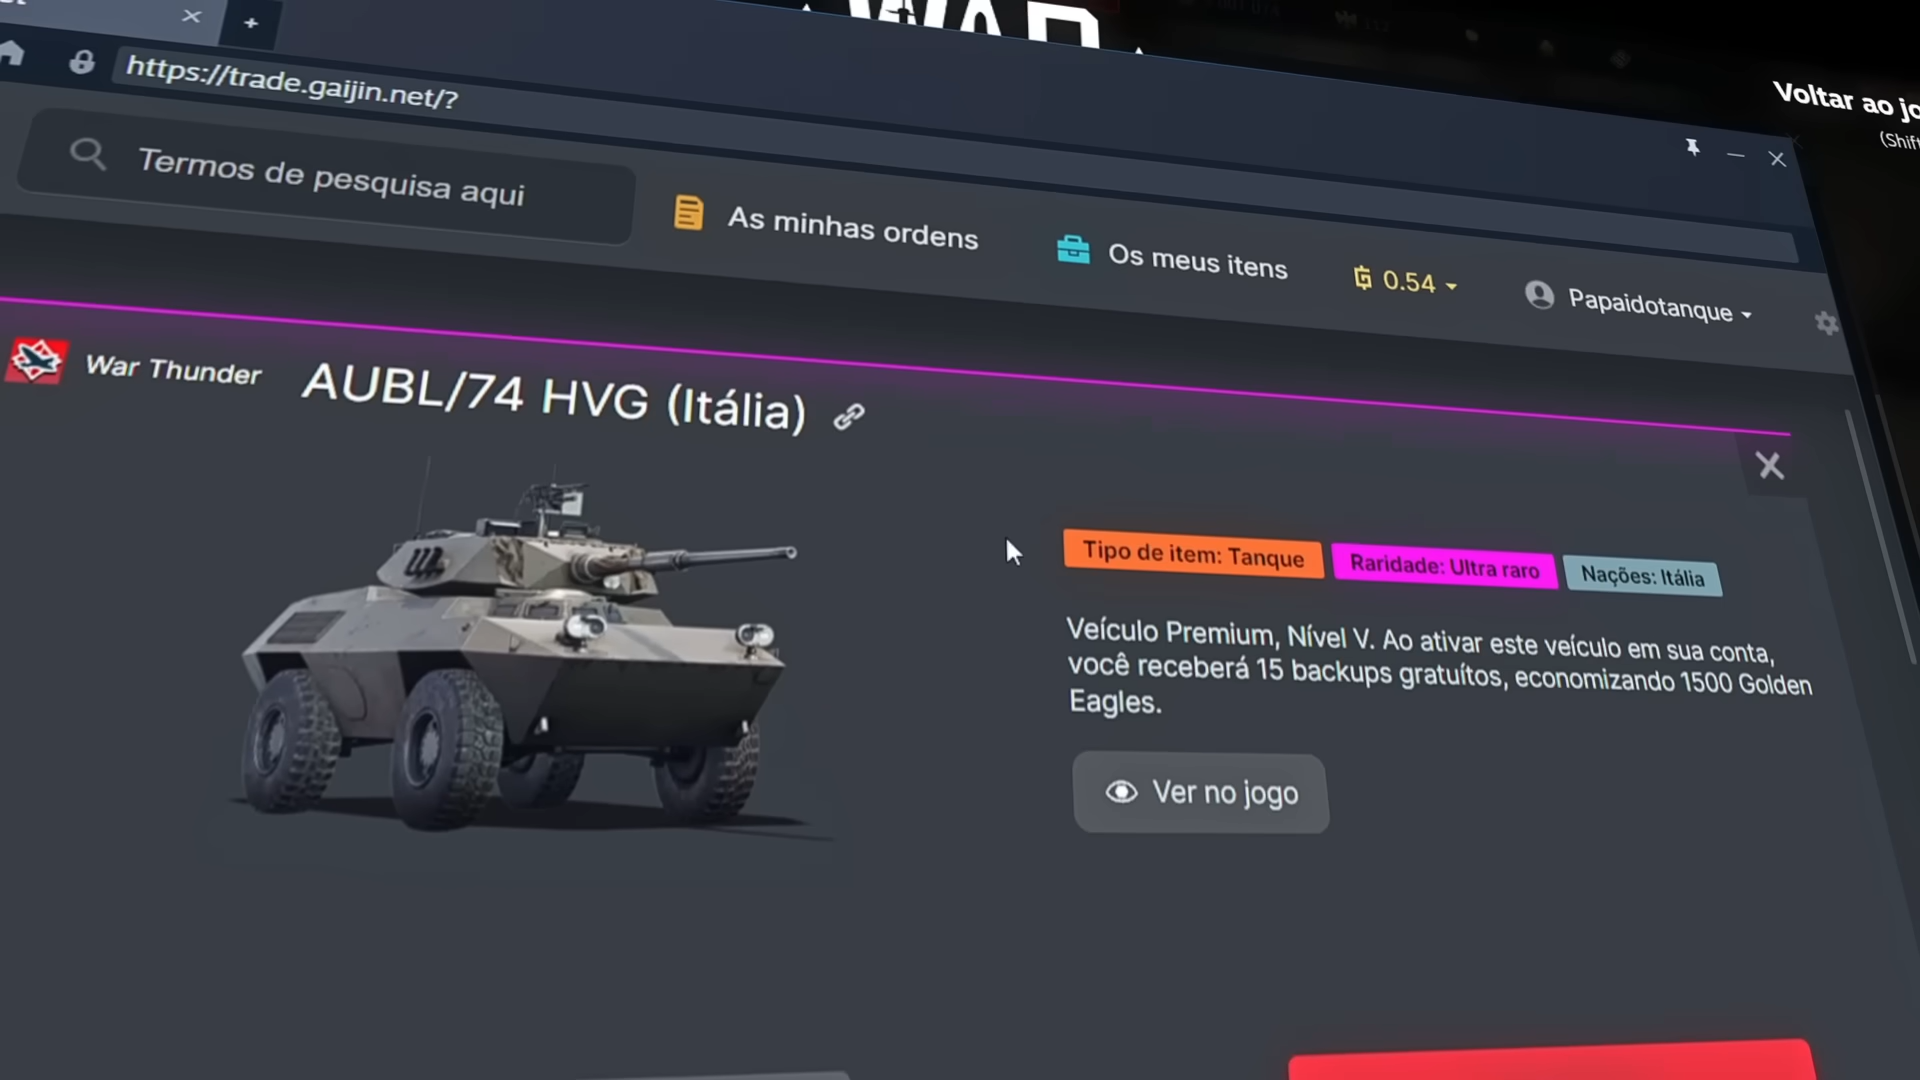 WAR
Voltar ao jo
(Shift
https://trade.gaijin.net/?
Termos de pesquisa aqui
As minhas ordens
Os meus itens
0.54
Papaidotanque
War Thunder
AUBL/74 HVG (Itália)
Tipo de item: Tanque
Raridade: Ultra raro
Nações: Itália
Veículo Premium, Nível V. Ao ativar este veículo em sua conta,
você receberá 15 backups gratuítos, economizando 1500 Golden
Eagles.
Ver no jogo